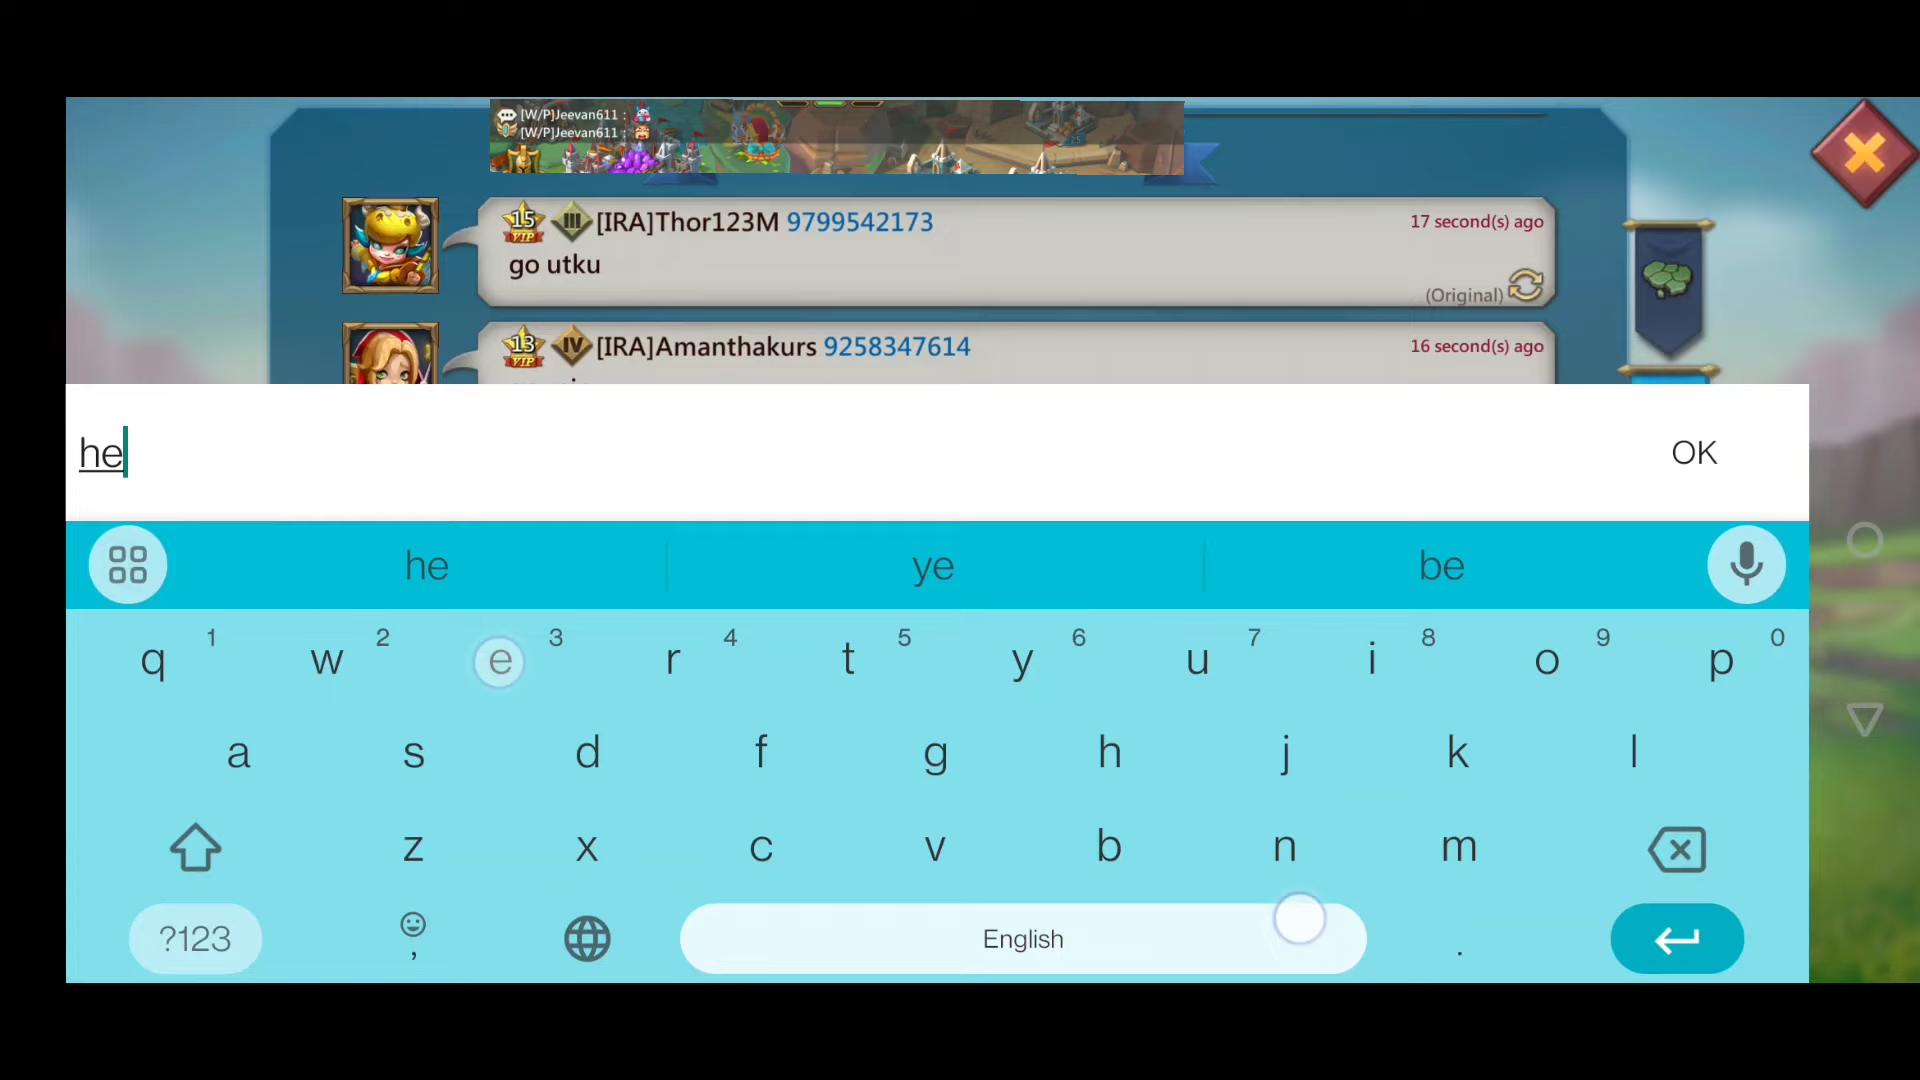 [W/P]Jeevan611 :
[W/P]Jeevan611 :
15 VIP III [IRA]Thor123M 9799542173 17 second(s) ago
go utku
(Original)
13 VIP IV [IRA]Amanthakurs 9258347614 16 second(s) ago
he OK
he ye be
q 1 w 2 e 3 r 4 t 5 y 6 u 7 i 8 o 9 p 0
a s d f g h j k l
z x c v b n m
?123 , English .